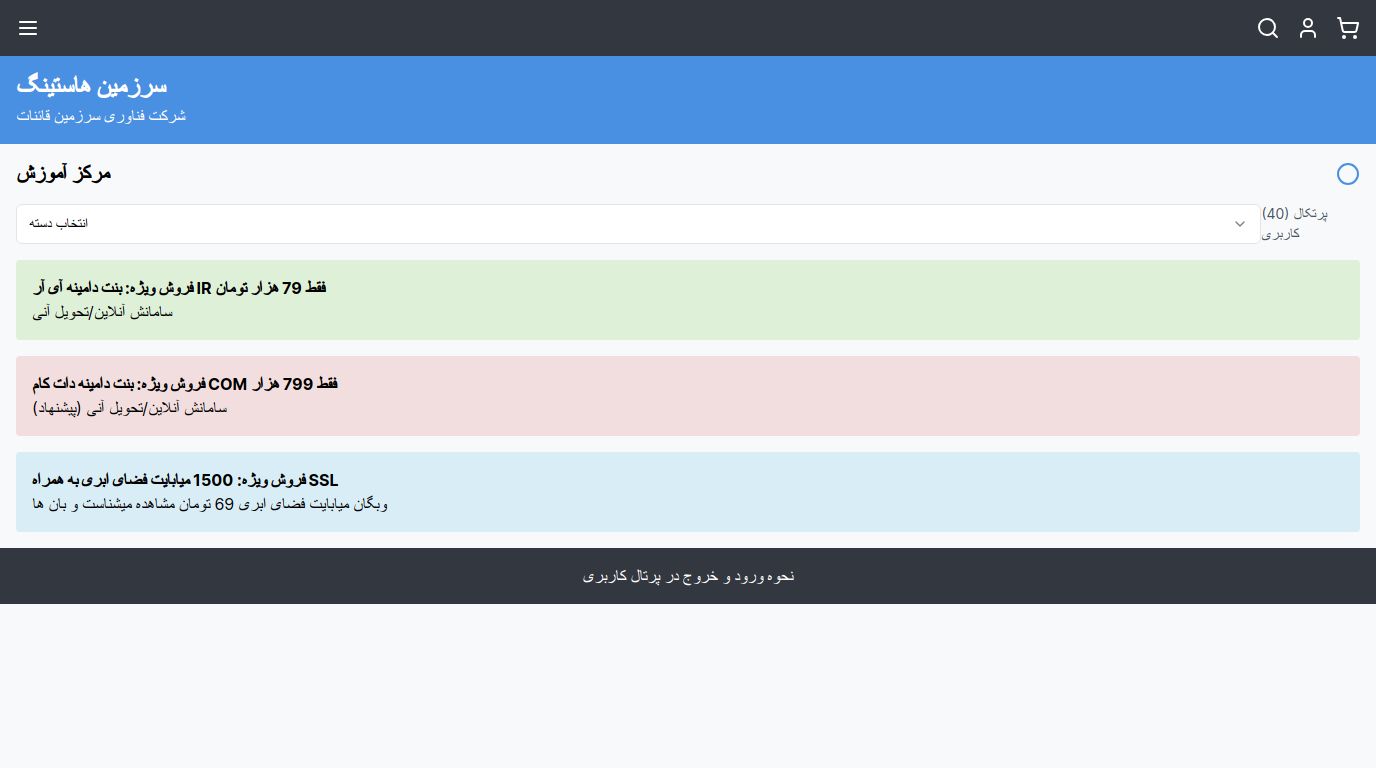 سرزمین هاستینگ
شرکت فناوری سرزمین قائنات
مرکز آموزش
انتخاب دسته
پرتکال (40)
کاربری
فقط 79 هزار تومان IR فروش ویژه: بنت دامینه آی آر
سامانش آنلاین/تحویل آنی
فقط 799 هزار COM فروش ویژه: بنت دامینه دات کام
سامانش آنلاین/تحویل آنی (پیشنهاد)
SSL فروش ویژه: 1500 میابایت فضای ابری به همراه
وبگان میابایت فضای ابری 69 تومان مشاهده میشناست و بان ها
نحوه ورود و خروج در پرتال کاربری